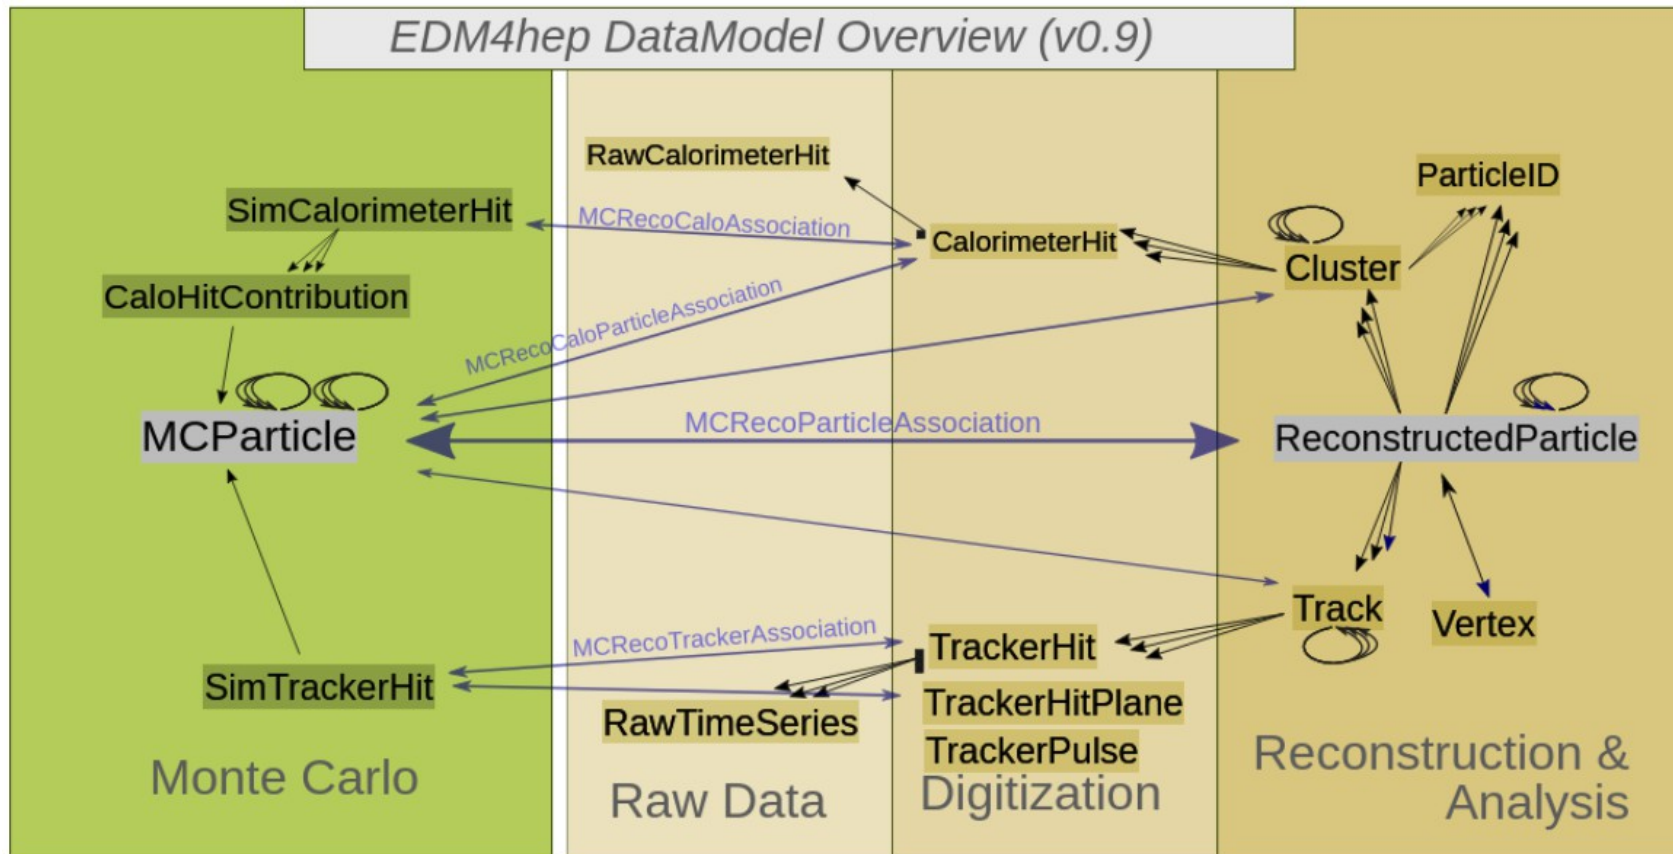 EDM4hep DataModel Overview (v0.9)
RawCalorimeterHit
ParticleID
SimCalorimeterHit
MCRecoCaloAssociation
CalorimeterHit
Cluster
CaloHitContribution
MCRecoCaloParticleAssociation
MCParticle
MCRecoParticleAssociation
ReconstructedParticle
Track
Vertex
MCRecoTrackerAssociation
TrackerHit
SimTrackerHit
RawTimeSeries
TrackerHitPlane
TrackerPulse
Monte Carlo
Raw Data
Digitization
Reconstruction &
Analysis